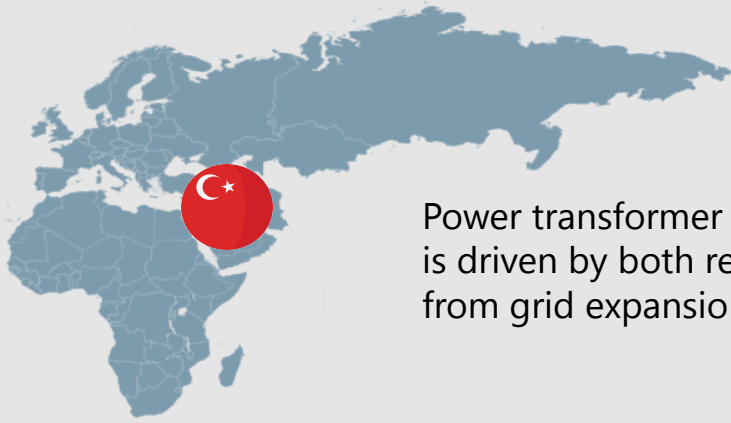 Power transformer
is driven by both re
from grid expansio